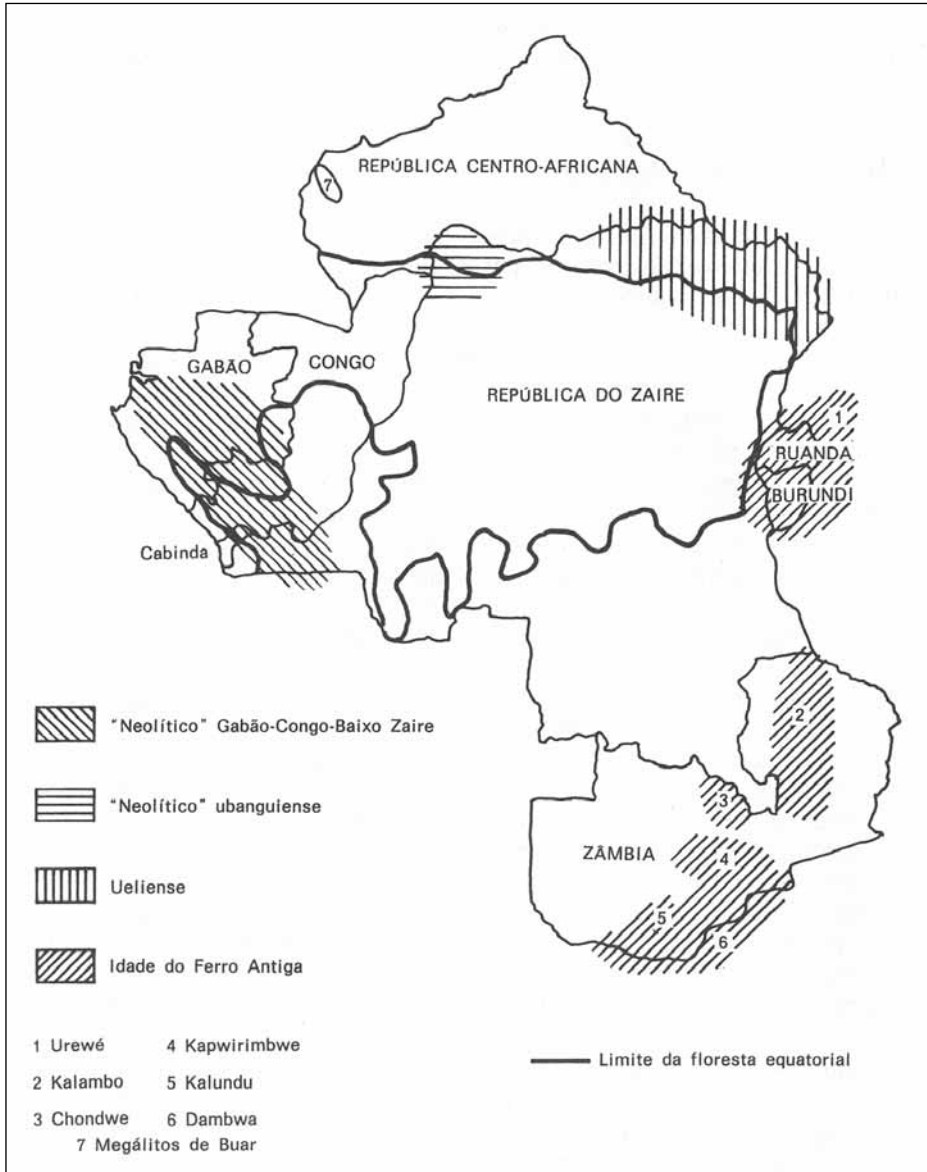 REPÚBLICA CENTRO-AFRICANA
7
GABÃO
CONGO
REPÚBLICA DO ZAIRE
1
RUANDA
BURUNDI
Cabinda
2
3
ZÂMBIA
4
5
6
"Neolítico" Gabão-Congo-Baixo Zaire
"Neolítico" ubanguiense
Ueliense
Idade do Ferro Antiga
1 Urewé 4 Kapwirimbwe
2 Kalambo 5 Kalundu
3 Chondwe 6 Dambwa
7 Megálitos de Buar
Limite da floresta equatorial